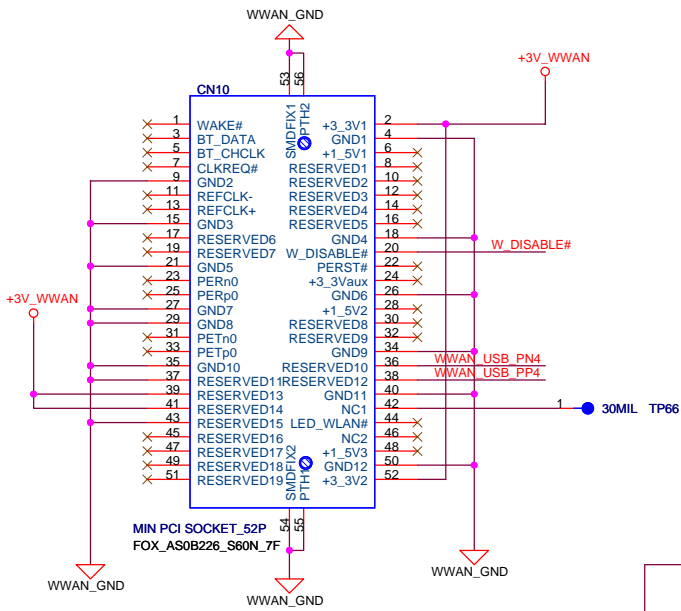 WWAN_GND
53 56
+3V_WWAN
CN10
SMDFIX1
PTH2
1 WAKE# +3_3V1 2
3 BT_DATA GND1 4
5 BT_CHCLK +1_5V1 6
7 CLKREQ# RESERVED1 8
9 GND2 RESERVED2 10
11 REFCLK- RESERVED3 12
13 REFCLK+ RESERVED4 14
15 GND3 RESERVED5 16
17 RESERVED6 GND4 18
19 RESERVED7 W_DISABLE# 20 W_DISABLE#
21 GND5 PERST# 22
23 PERn0 +3_3Vaux 24
25 PERp0 GND6 26
+3V_WWAN
27 GND7 +1_5V2 28
29 GND8 RESERVED8 30
31 PETn0 RESERVED9 32
33 PETp0 GND9 34
35 GND10 RESERVED10 36 WWAN_USB_PN4
37 RESERVED11 RESERVED12 38 WWAN_USB_PP4
39 RESERVED13 GND11 40
41 RESERVED14 NC1 42 1 30MIL TP66
43 RESERVED15 LED_WLAN# 44
45 RESERVED16 NC2 46
47 RESERVED17 +1_5V3 48
49 RESERVED18 GND12 50
51 RESERVED19 +3_3V2 52
SMDFIX2
PTH1
54 55
MIN PCI SOCKET_52P
FOX_AS0B226_S60N_7F
WWAN_GND
WWAN_GND
WWAN_GND